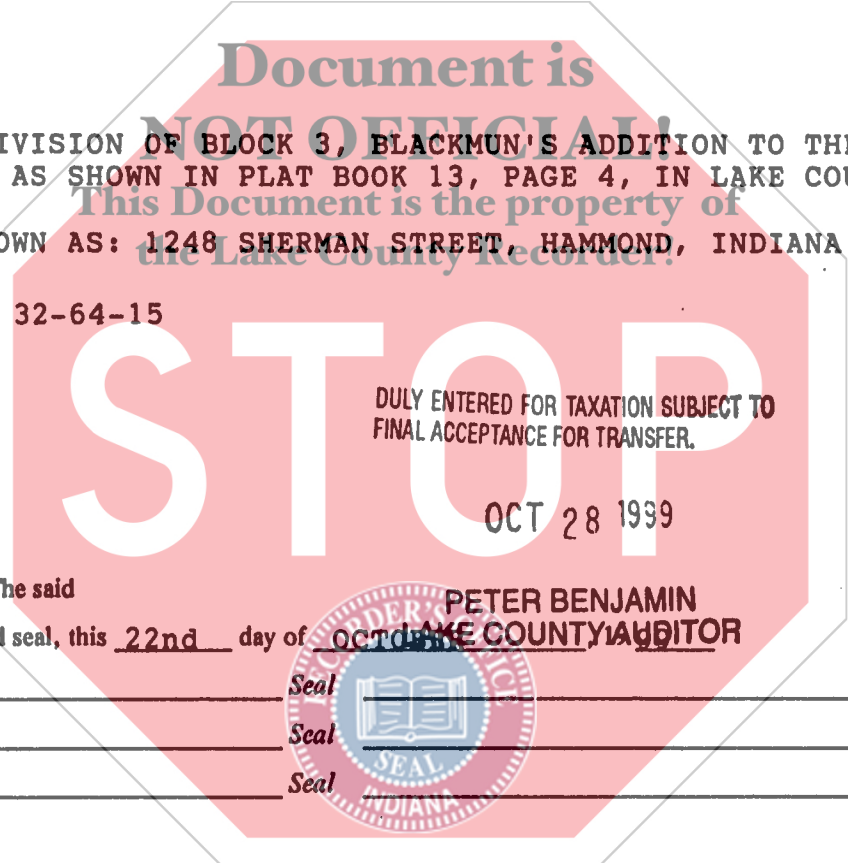 Document is
NOT OFFICIAL!
IVISION OF BLOCK 3, BLACKMUN'S ADDITION TO TH
AS SHOWN IN PLAT BOOK 13, PAGE 4, IN LAKE COU
This Document is the property of
OWN AS: 1248 SHERMAN STREET, HAMMOND, INDIANA
the Lake County Recorder!
32-64-15
STOP
DULY ENTERED FOR TAXATION SUBJECT TO
FINAL ACCEPTANCE FOR TRANSFER.
OCT 28 1999
he said
PETER BENJAMIN
LAKE COUNTY AUDITOR
l seal, this 22nd day of OCTOBER
RECORDER'S OFFICE
Seal
Seal
SEAL
Seal
INDIANA